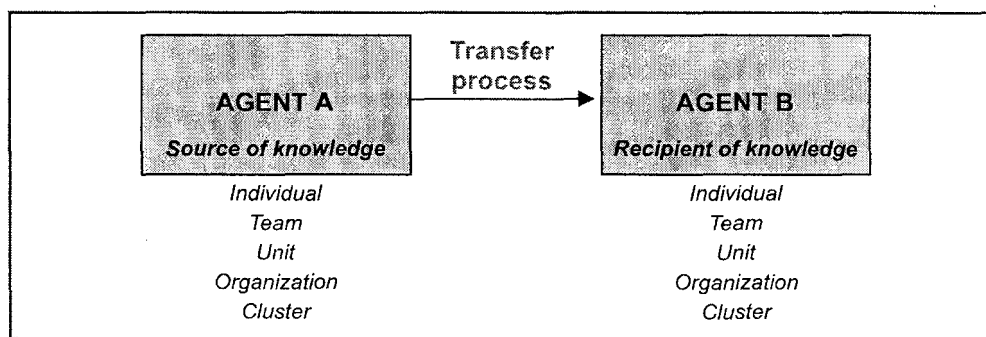 Transfer
process
AGENT A
Source of knowledge
AGENT B
Recipient of knowledge
Individual
Team
Unit
Organization
Cluster
Individual
Team
Unit
Organization
Cluster